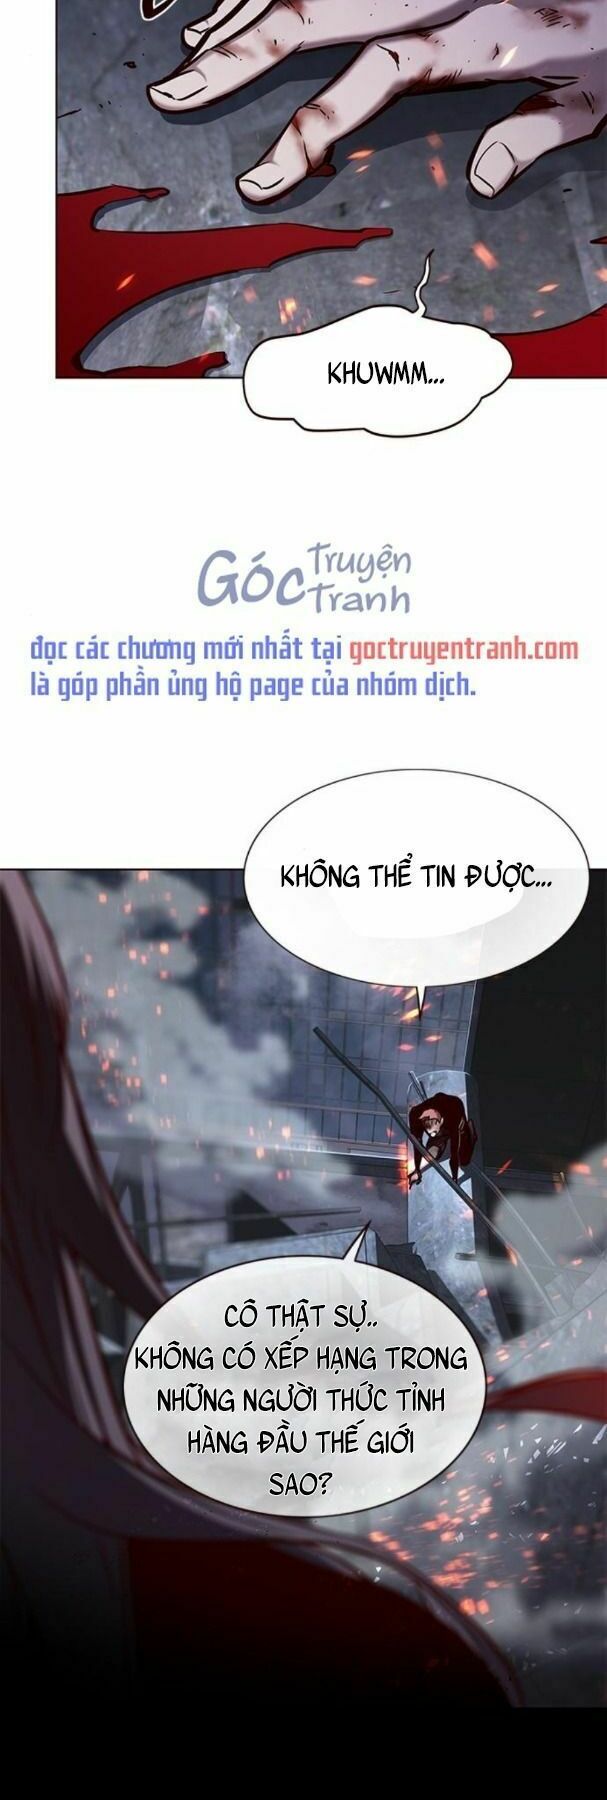 KHUWMM...
Góc Truyện
Tranh
đọc các chương mới nhất tại goctruyentranh.com
là góp phần ủng hộ page của nhóm dịch.
KHÔNG THỂ TIN ĐƯỢC...
CÔ THẬT SỰ..
KHÔNG CÓ XẾP HẠNG TRONG
NHỮNG NGƯỜI THỨC TỈNH
HÀNG ĐẦU THẾ GIỚI
SAO?